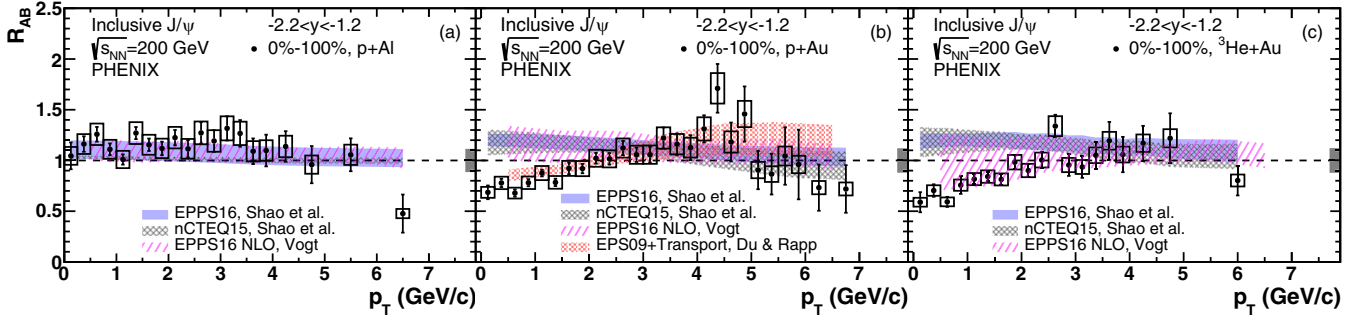 R_AB
2.5
2
1.5
1
0.5
0
Inclusive J/ψ -2.2<y<-1.2
√s_NN=200 GeV • 0%-100%, p+Al (a)
PHENIX
EPPS16, Shao et al.
nCTEQ15, Shao et al.
EPPS16 NLO, Vogt
0 1 2 3 4 5 6 7
p_T (GeV/c)
Inclusive J/ψ -2.2<y<-1.2
√s_NN=200 GeV • 0%-100%, p+Au (b)
PHENIX
EPPS16, Shao et al.
nCTEQ15, Shao et al.
EPPS16 NLO, Vogt
EPS09+Transport, Du & Rapp
0 1 2 3 4 5 6 7
p_T (GeV/c)
Inclusive J/ψ -2.2<y<-1.2
√s_NN=200 GeV • 0%-100%, ³He+Au (c)
PHENIX
EPPS16, Shao et al.
nCTEQ15, Shao et al.
EPPS16 NLO, Vogt
0 1 2 3 4 5 6 7
p_T (GeV/c)